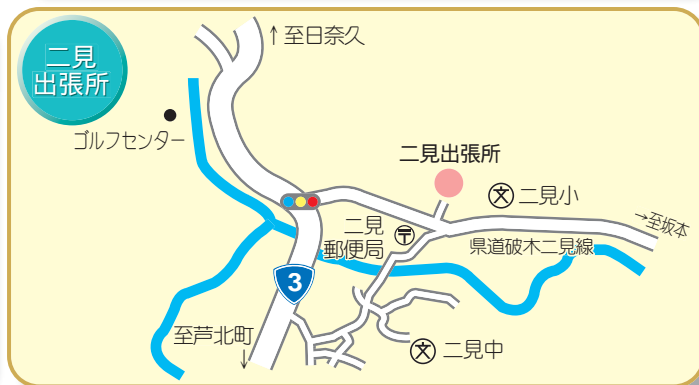 二見
出張所
↑至日奈久
ゴルフセンター
二見出張所
文 二見小
→至坂本
二見
郵便局 〒
県道破木二見線
3
至芦北町
↓
文 二見中